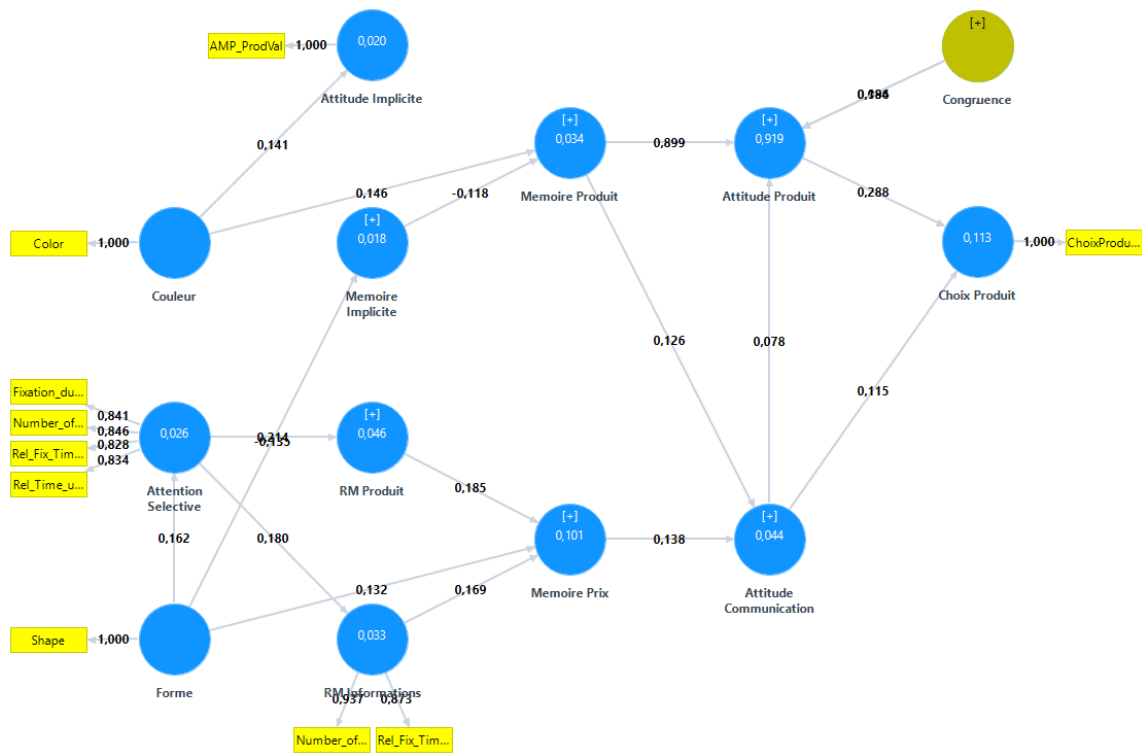 [+]
AMP_ProdVal
1,000
0,020
Attitude Implicite
Congruence
0,141
[+]
0,034
Memoire Produit
0,899
[+]
0,919
Attitude Produit
0,288
0,146
-0,118
Color
1,000
Couleur
[+]
0,018
Memoire
Implicite
0,113
Choix Produit
1,000
ChoixProdu...
0,126
0,078
0,115
Fixation_du...
0,841
Number_of...
0,846
Rel_Fix_Tim...
0,828
Rel_Time_u...
0,834
0,026
Attention
Selective
0,214
[+]
0,046
RM Produit
0,185
0,162
0,180
[+]
0,101
Memoire Prix
0,138
[+]
0,044
Attitude
Communication
0,132
0,169
Shape
1,000
Forme
0,033
RM Informations
0,937
0,873
Number_of...
Rel_Fix_Tim...